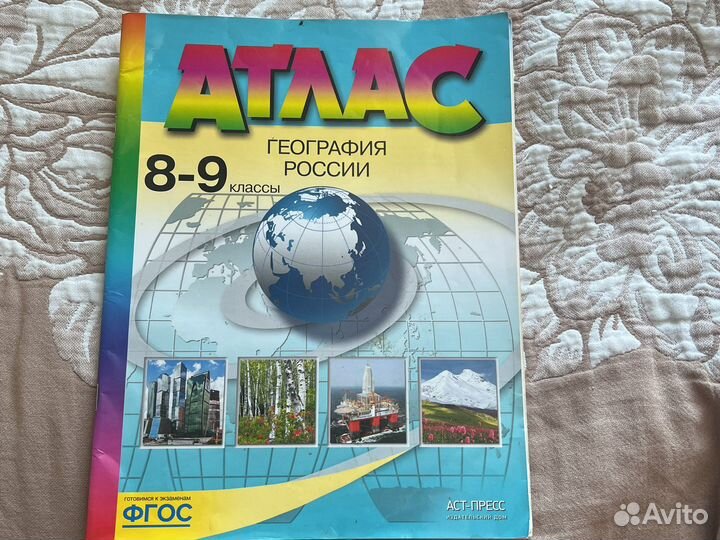 АТЛАС
ГЕОГРАФИЯ
РОССИИ
8-9 классы
готовимся к экзаменам
ФГОС
АСТ-ПРЕСС
ИЗДАТЕЛЬСКИЙ ДОМ
Avito